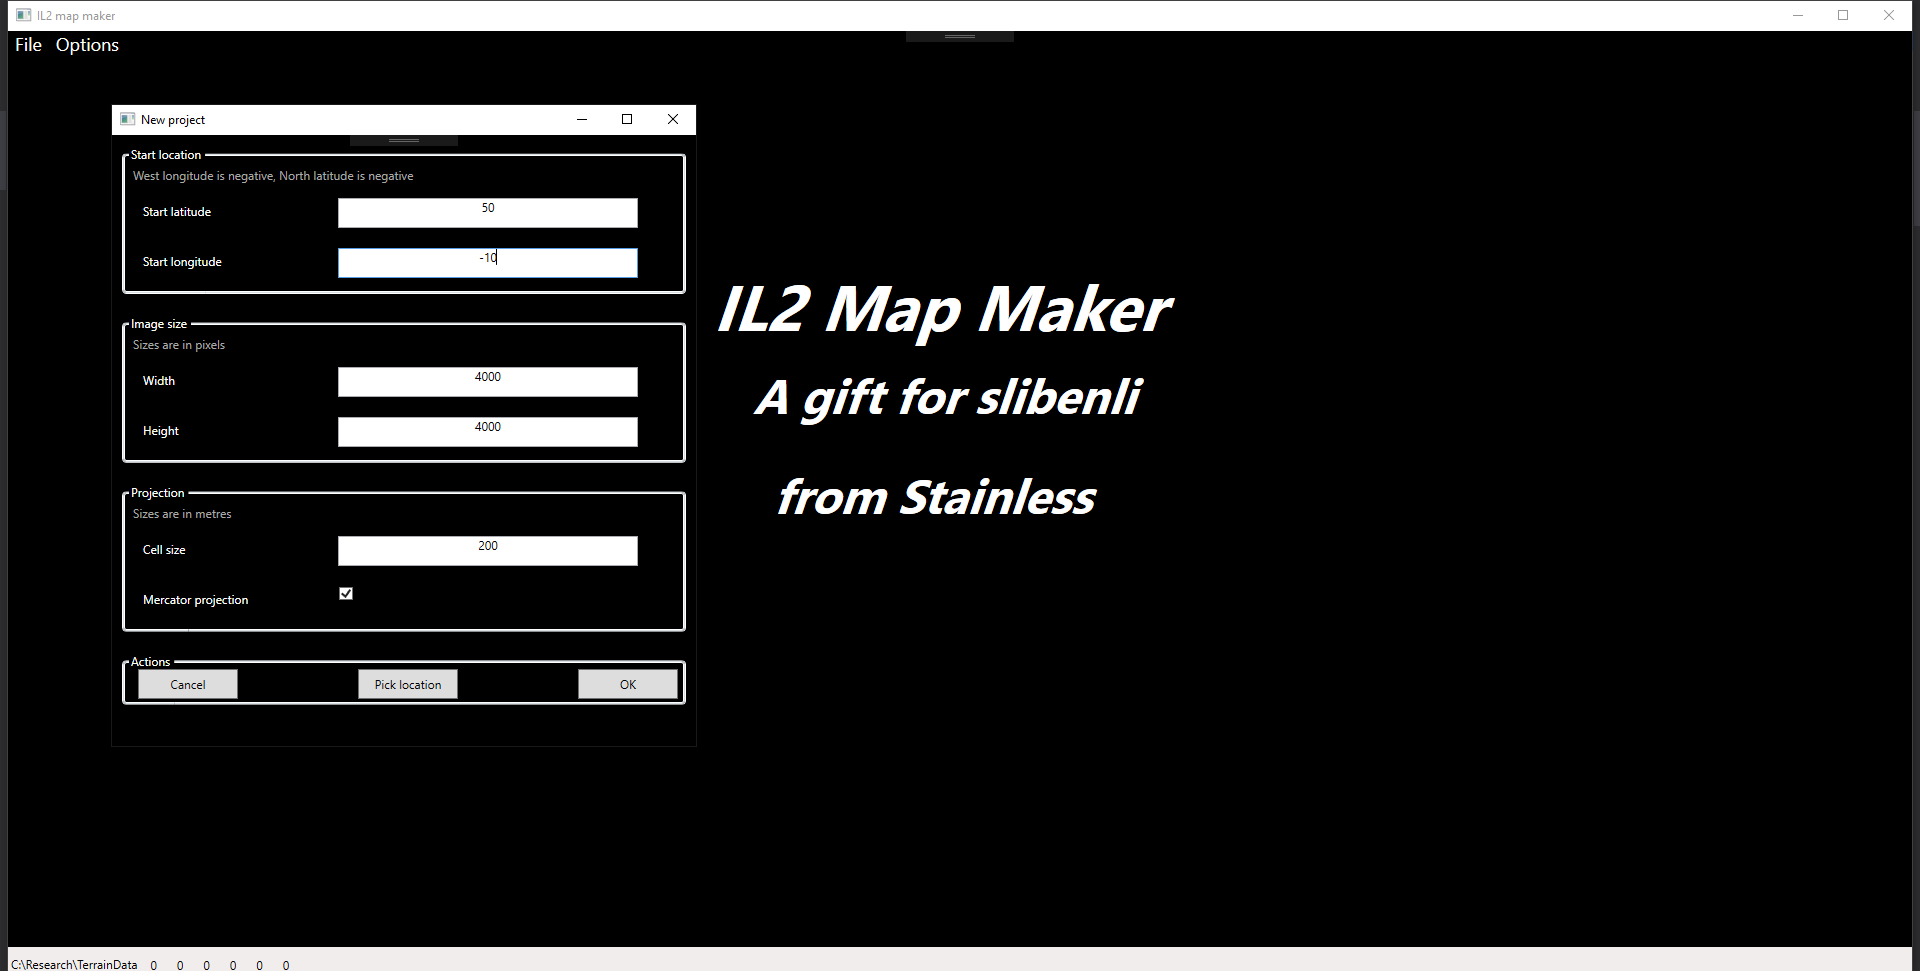 IL2 map maker
File Options
New project
Start location
West longitude is negative, North latitude is negative
Start latitude 50
Start longitude -10
Image size
Sizes are in pixels
Width 4000
Height 4000
Projection
Sizes are in metres
Cell size 200
Mercator projection
Actions
Cancel Pick location OK
IL2 Map Maker
A gift for slibenli
from Stainless
C:\Research\TerrainData 0 0 0 0 0 0